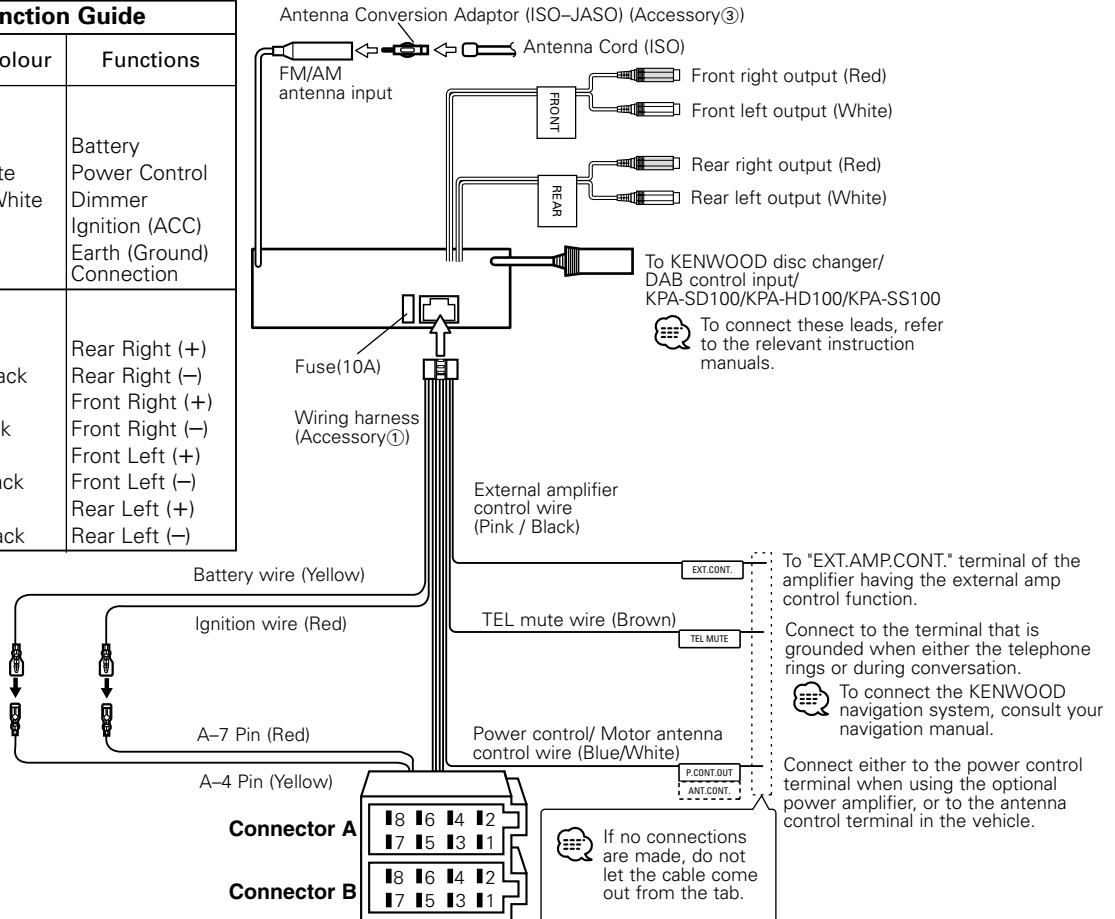 nction Guide
olour Functions
Battery
te Power Control
White Dimmer
Ignition (ACC)
Earth (Ground)
Connection
Rear Right (+)
ack Rear Right (–)
Front Right (+)
k Front Right (–)
Front Left (+)
ack Front Left (–)
Rear Left (+)
ack Rear Left (–)
Antenna Conversion Adaptor (ISO–JASO) (Accessory③)
Antenna Cord (ISO)
FM/AM
antenna input
FRONT
Front right output (Red)
Front left output (White)
REAR
Rear right output (Red)
Rear left output (White)
To KENWOOD disc changer/
DAB control input/
KPA-SD100/KPA-HD100/KPA-SS100
To connect these leads, refer
to the relevant instruction
manuals.
Fuse(10A)
Wiring harness
(Accessory①)
External amplifier
control wire
(Pink / Black)
EXT.CONT.
To "EXT.AMP.CONT." terminal of the
amplifier having the external amp
control function.
Battery wire (Yellow)
Ignition wire (Red)
TEL mute wire (Brown)
TEL MUTE
Connect to the terminal that is
grounded when either the telephone
rings or during conversation.
To connect the KENWOOD
navigation system, consult your
navigation manual.
A–7 Pin (Red)
A–4 Pin (Yellow)
Power control/ Motor antenna
control wire (Blue/White)
P.CONT.OUT
ANT.CONT.
Connect either to the power control
terminal when using the optional
power amplifier, or to the antenna
control terminal in the vehicle.
Connector A
8 6 4 2
7 5 3 1
Connector B
8 6 4 2
7 5 3 1
If no connections
are made, do not
let the cable come
out from the tab.